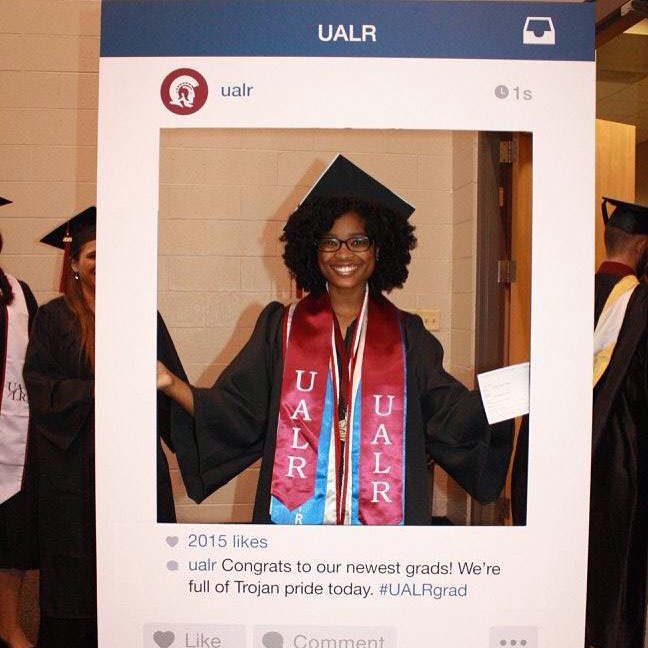 UALR
ualr
1s
UALR
UALR
2015 likes
ualr Congrats to our newest grads! We're
full of Trojan pride today. #UALRgrad
Like
Comment